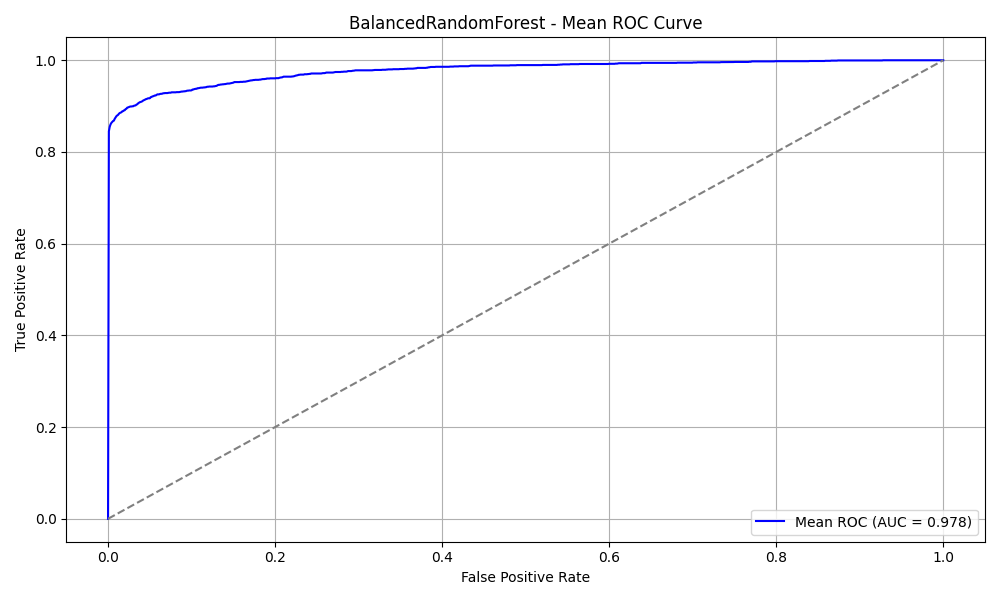 BalancedRandomForest - Mean ROC Curve
True Positive Rate
1.0
0.8
0.6
0.4
0.2
0.0
Mean ROC (AUC = 0.978)
0.0 0.2 0.4 0.6 0.8 1.0
False Positive Rate